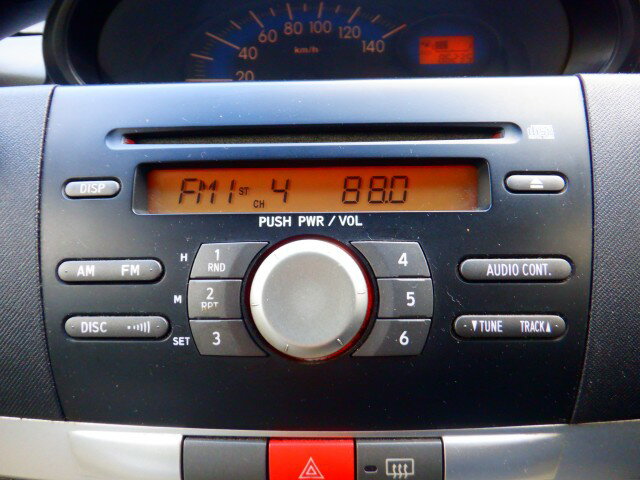 20 40 60 80 100 120 140
km/h
DISP FM1 ST CH 4 88.0
PUSH PWR / VOL
AM FM H 1 RND 4 AUDIO CONT.
M 2 RPT 5
DISC SET 3 6 ▼TUNE TRACK▲